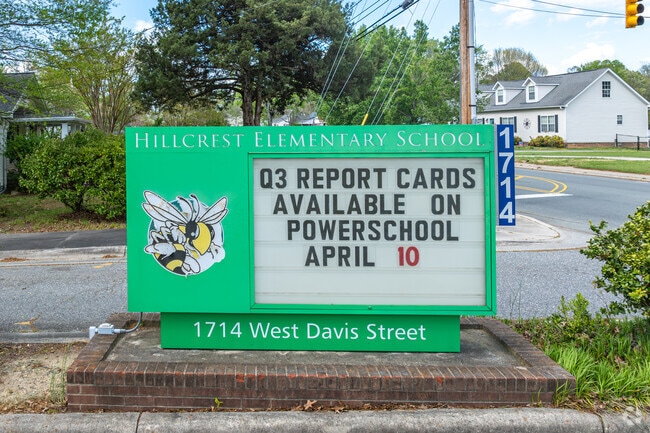 Hillcrest Elementary School
Q3 REPORT CARDS
AVAILABLE ON
POWERSCHOOL
APRIL 10
1714
1714 West Davis Street